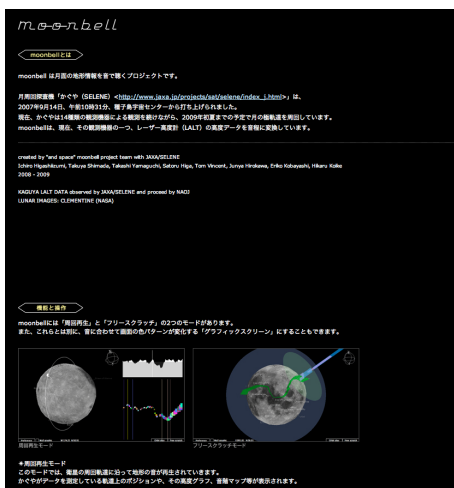 moonbell
moonbellとは
moonbell は月面の地形情報を音で聴くプロジェクトです。
月周回探査機「かぐや（SELENE）<http://www.jaxa.jp/projects/sat/selene/index_j.html>」は、
2007年9月14日、午前10時31分、種子島宇宙センターから打ち上げられました。
現在、かぐやは14種類の観測機器による観測を続けながら、2009年初夏までの予定で月の極軌道を周回しています。
moonbellは、現在、その観測機器の一つ、レーザー高度計（LALT）の高度データを音程に変換しています。
created by "and space" moonbell project team with JAXA/SELENE
Ichiro Higashiizumi, Takuya Shimada, Takashi Yamaguchi, Satoru Higa, Tom Vincent, Junya Hirokawa, Eriko Kobayashi, Hikaru Koike
2008 - 2009
KAGUYA LALT DATA observed by JAXA/SELENE and proceed by NAOJ
LUNAR IMAGES: CLEMENTINE (NASA)
機能と操作
moonbellには「周回再生」と「フリースクラッチ」の2つのモードがあります。
また、これらとは別に、音に合わせて画面の色パターンが変化する「グラフィックスクリーン」にすることもできます。
周回再生モード
フリースクラッチモード
★周回再生モード
このモードでは、衛星の周回軌道に沿って地形の音が再生されていきます。
かぐやがデータを測定している軌道上のポジションや、その高度グラフ、音階マップ等が表示されます。